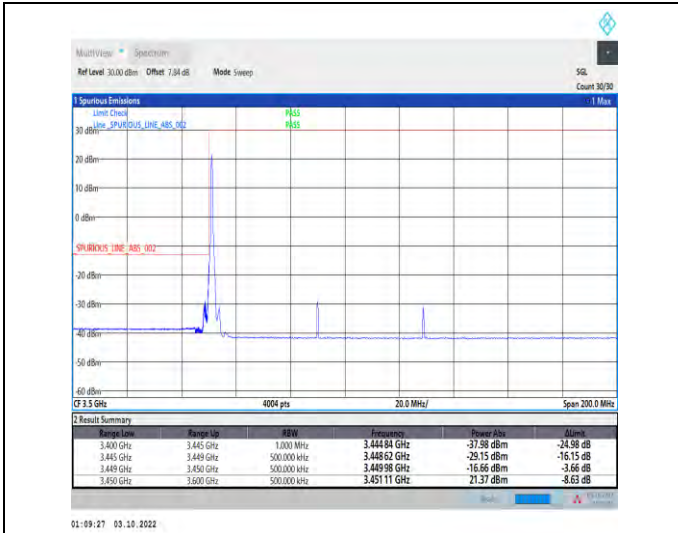 MultiView Spectrum
Ref Level 30.00 dBm Offset 7.84 dB Mode Sweep SGL
Count 30/30
1 Spurious Emissions 1 Max
Limit Check PASS
Line _SPURIOUS_LINE_ABS_002 PASS
30 dBm
20 dBm
10 dBm
0 dBm
_SPURIOUS_LINE_ABS_002
-20 dBm
-30 dBm
-40 dBm
-50 dBm
-60 dBm
CF 3.5 GHz 4004 pts 20.0 MHz/ Span 200.0 MHz
2 Result Summary
Range Low Range Up RBW Frequency Power Abs ΔLimit
3.400 GHz 3.445 GHz 1.000 MHz 3.444 84 GHz -37.98 dBm -24.98 dB
3.445 GHz 3.449 GHz 500.000 kHz 3.448 62 GHz -29.15 dBm -16.15 dB
3.449 GHz 3.450 GHz 500.000 kHz 3.449 98 GHz -16.66 dBm -3.66 dB
3.450 GHz 3.600 GHz 500.000 kHz 3.451 11 GHz 21.37 dBm -8.63 dB
01:09:27 03.10.2022